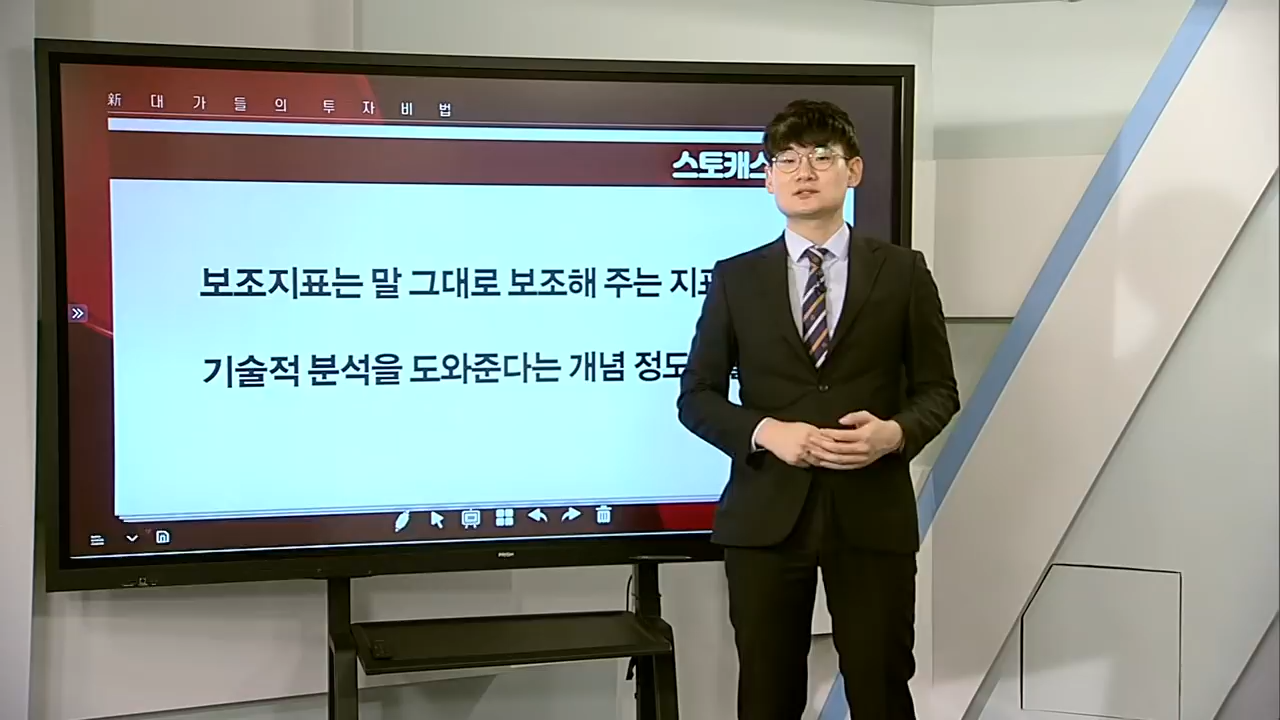 新 대가들의 투자비법
스토캐스
보조지표는 말 그대로 보조해 주는 지표
기술적 분석을 도와준다는 개념 정도